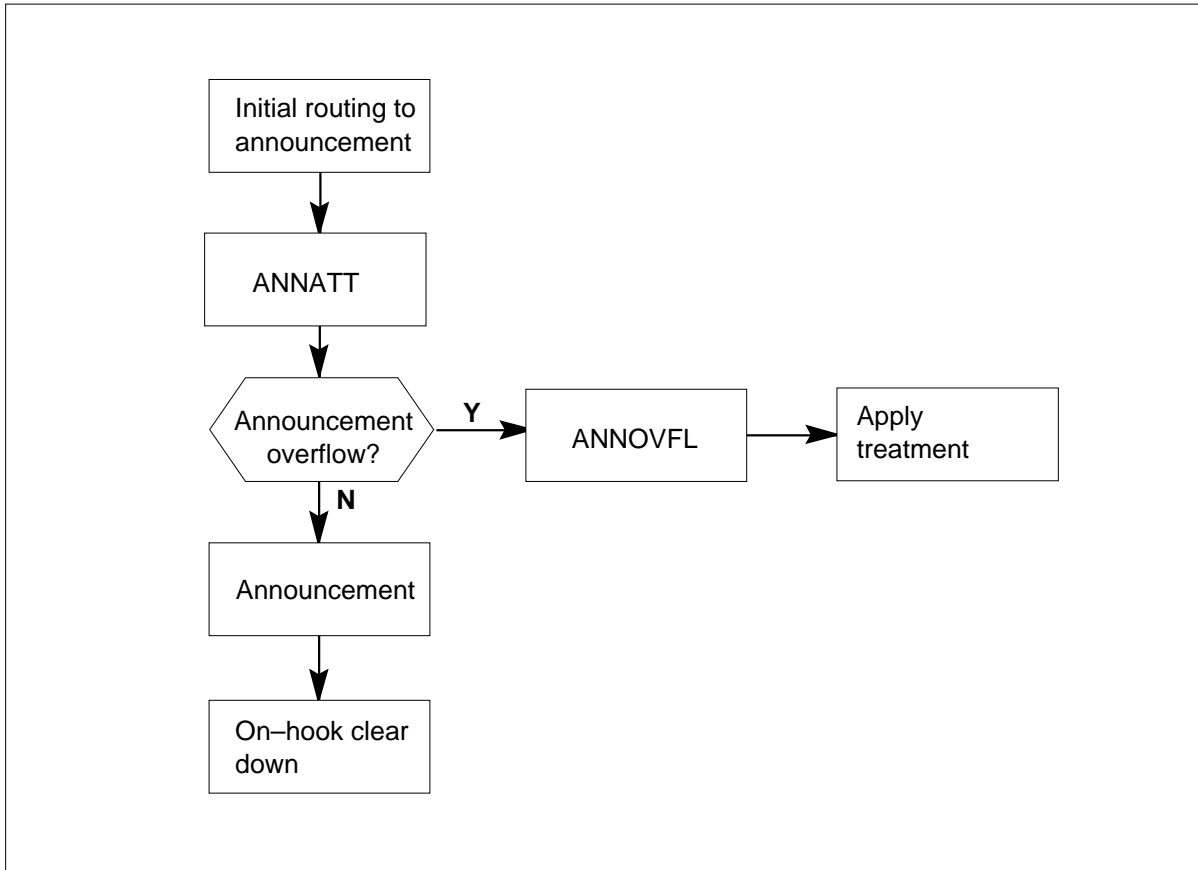 Initial routing to
announcement
ANNATT
Announcement
overflow?
Y
ANNOVFL
Apply
treatment
N
Announcement
On–hook clear
down